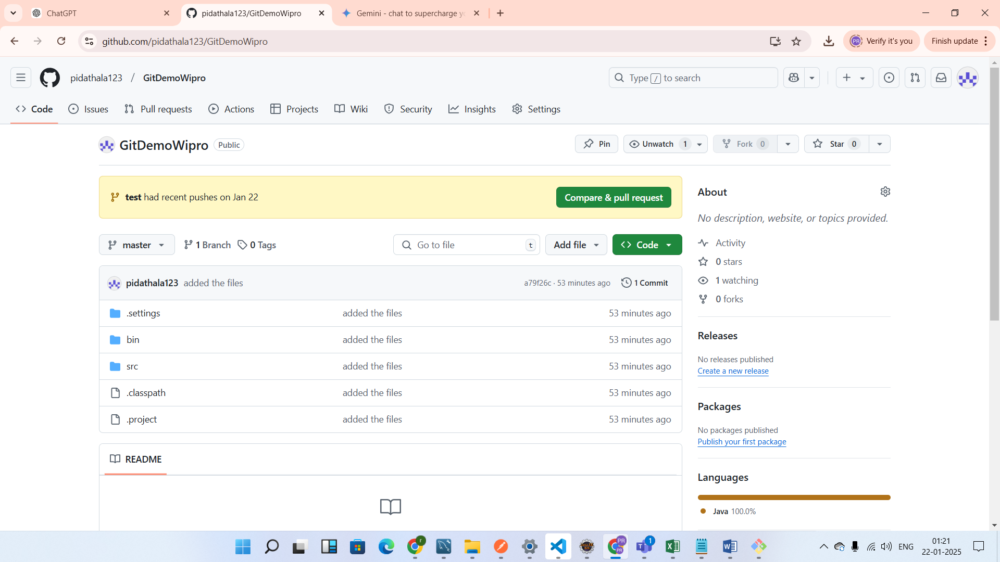 ChatGPT
pidathala123/GitDemoWipro
Gemini - chat to supercharge yo
github.com/pidathala123/GitDemoWipro
PR
Verify it's you
Finish update
pidathala123 / GitDemoWipro
Type / to search
Code
Issues
Pull requests
Actions
Projects
Wiki
Security
Insights
Settings
GitDemoWipro
Public
Pin
Unwatch 1
Fork 0
Star 0
test had recent pushes on Jan 22
Compare & pull request
master
1 Branch
0 Tags
Go to file
t
Add file
Code
pidathala123 added the files
a79f26c · 53 minutes ago
1 Commit
.settings
added the files
53 minutes ago
bin
added the files
53 minutes ago
src
added the files
53 minutes ago
.classpath
added the files
53 minutes ago
.project
added the files
53 minutes ago
README
About
No description, website, or topics provided.
Activity
0 stars
1 watching
0 forks
Releases
No releases published
Create a new release
Packages
No packages published
Publish your first package
Languages
Java 100.0%
r
PR
PR
1
ENG
01:21
22-01-2025